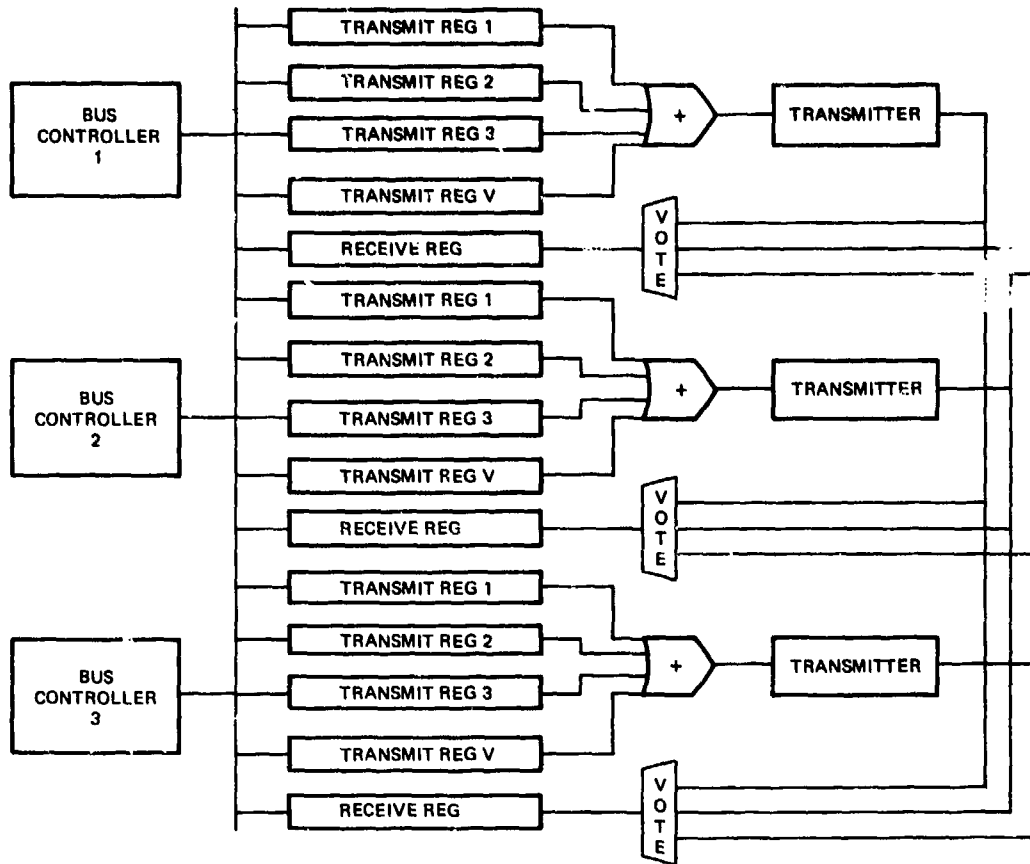 BUS
CONTROLLER
1
TRANSMIT REG 1
TRANSMIT REG 2
TRANSMIT REG 3
TRANSMIT REG V
RECEIVE REG
+
TRANSMITTER
VOTE
BUS
CONTROLLER
2
TRANSMIT REG 1
TRANSMIT REG 2
TRANSMIT REG 3
TRANSMIT REG V
RECEIVE REG
+
TRANSMITTER
VOTE
BUS
CONTROLLER
3
TRANSMIT REG 1
TRANSMIT REG 2
TRANSMIT REG 3
TRANSMIT REG V
RECEIVE REG
+
TRANSMITTER
VOTE